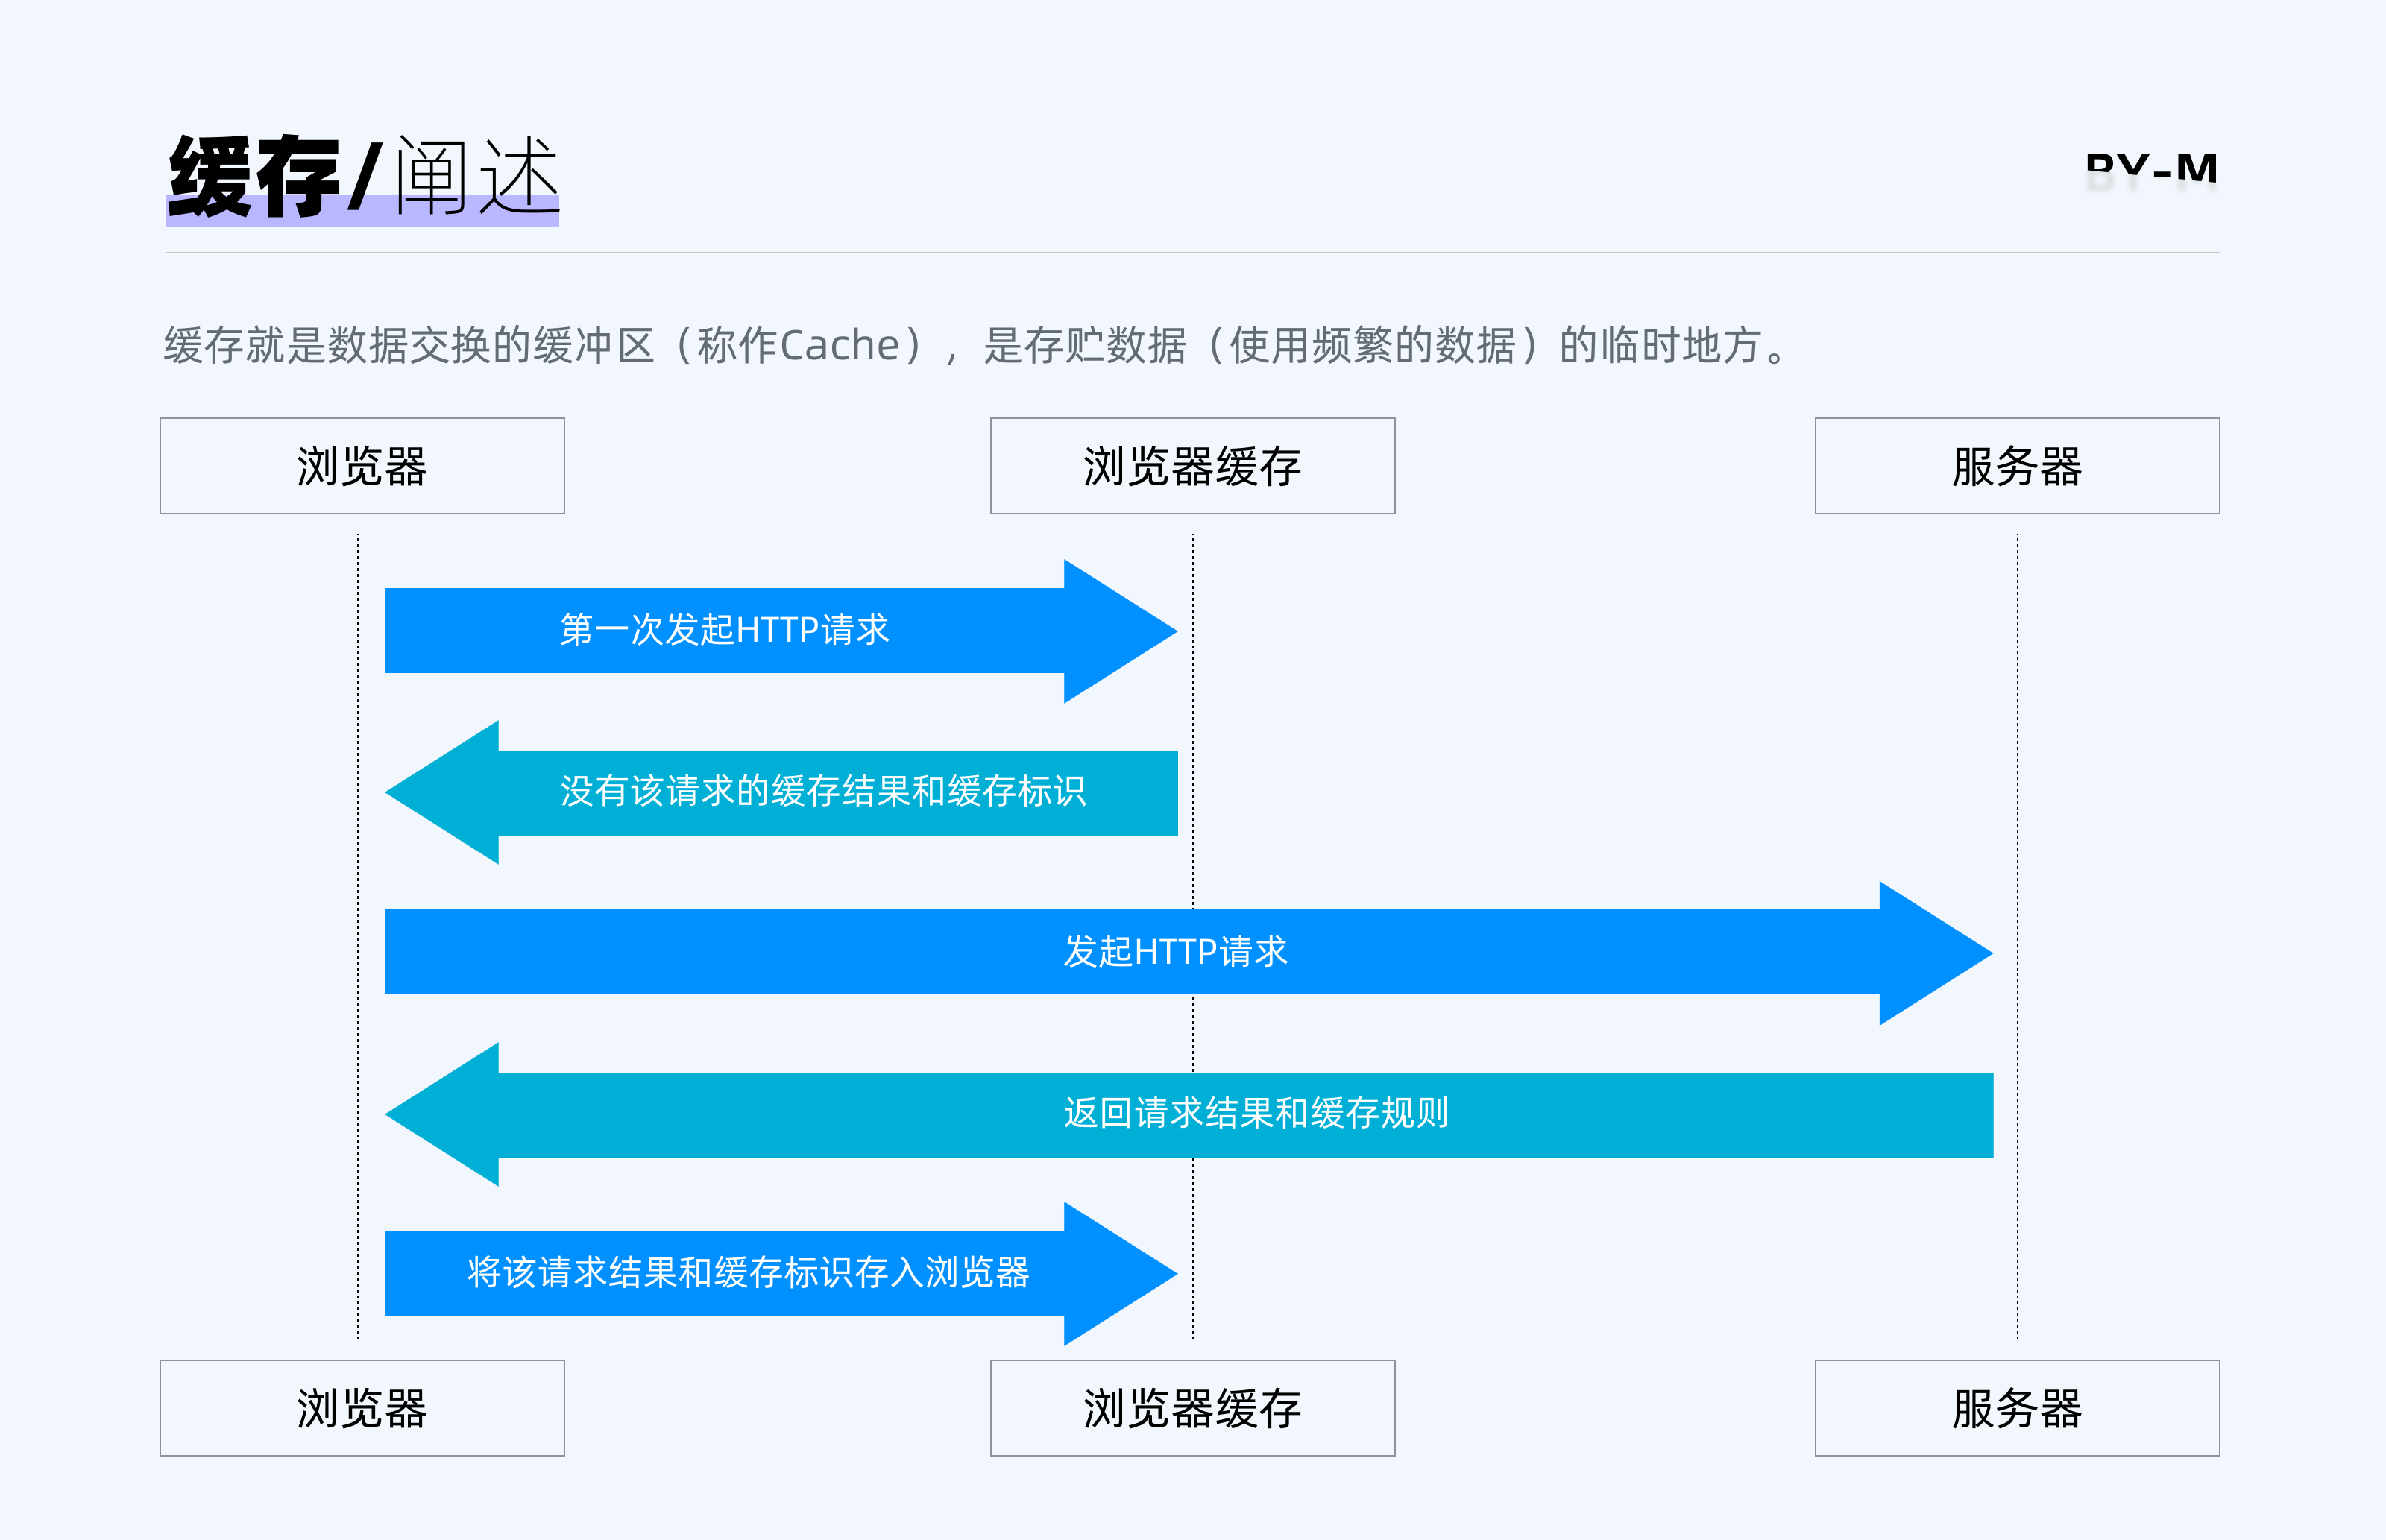 缓存/阐述
BY-M
缓存就是数据交换的缓冲区（称作Cache），是存贮数据（使用频繁的数据）的临时地方。
浏览器
浏览器缓存
服务器
第一次发起HTTP请求
没有该请求的缓存结果和缓存标识
发起HTTP请求
返回请求结果和缓存规则
将该请求结果和缓存标识存入浏览器
浏览器
浏览器缓存
服务器